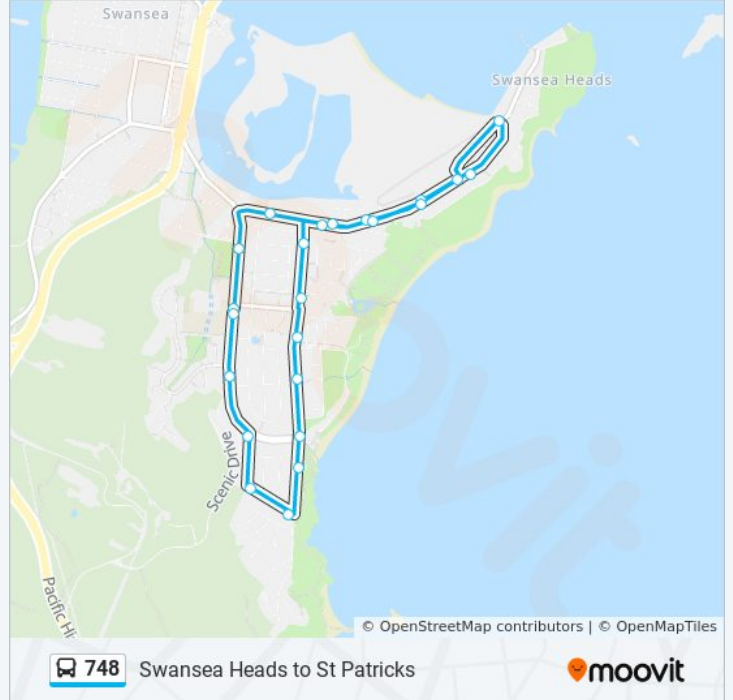 Swansea
Swansea Heads
Scenic Drive
Pacific Hi
© OpenStreetMap contributors | © OpenMapTiles
748 Swansea Heads to St Patricks
moovit